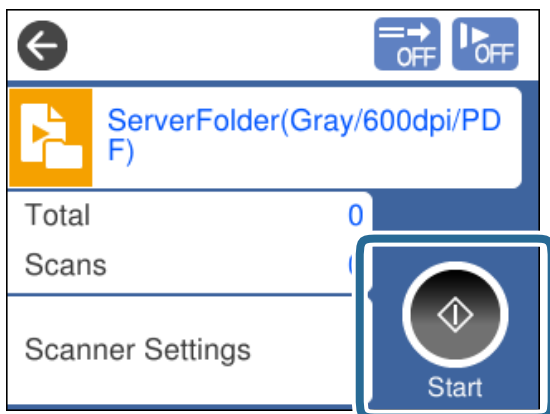 OFF OFF
ServerFolder(Gray/600dpi/PD
F)
Total 0
Scans
Scanner Settings
Start